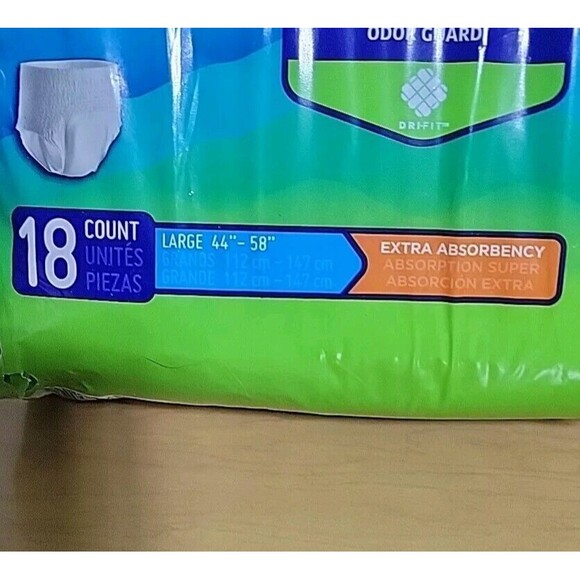 ODOR GUARD
DRI-FIT™
18
COUNT
UNITÉS
PIEZAS
LARGE 44"- 58"
GRANDS 112 cm - 147 cm
GRANDE 112 cm - 147 cm
EXTRA ABSORBENCY
ABSORPTION SUPER
ABSORCIÓN EXTRA